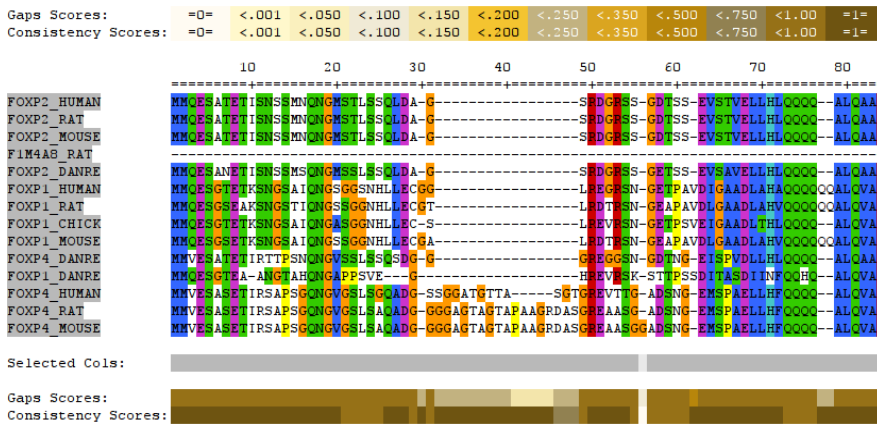 Gaps Scores: =0= <.001 <.050 <.100 <.150 <.200 <.250 <.350 <.500 <.750 <1.00 =1=
Consistency Scores: =0= <.001 <.050 <.100 <.150 <.200 <.250 <.350 <.500 <.750 <1.00 =1=
10 20 30 40 50 60 70 80
=========+=========+=========+=========+=========+=========+=========+=========+===
FOXP2_HUMAN MMQESATETISNSSMNQNGMSTLSSQLDA-G-----------------SRDGRSS-GDTSS-EVSTVELLHLQQQQ--ALQAA
FOXP2_RAT MMQESATETISNSSMNQNGMSTLSSQLDA-G-----------------SRDGRSS-GDTSS-EVSTVELLHLQQQQ--ALQAA
FOXP2_MOUSE MMQESATETISNSSMNQNGMSTLSSQLDA-G-----------------SRDGRSS-GDTSS-EVSTVELLHLQQQQ--ALQAA
F1M4A8_RAT -----------------------------------------------------------------------------------
FOXP2_DANRE MMQESANETISNSSMSQNGMSSLSSQLDA-G-----------------SRDGRSS-GETSS-EVSAVELLHLQQQQ--ALQAA
FOXP1_HUMAN MMQESGTETKSNGSAIQNGSGGSNHLLECGG-----------------LREGRSN-GETPAVDIGAADLAHAQQQQQQALQVA
FOXP1_RAT MMQESGSEAKSNGSTIQNGSSGGNHLLECGT-----------------LRDTRSN-GEAPAVDLGAADLAHVQQQQQQALQVA
FOXP1_CHICK MMQESGTETKSNGSAIQNGASGGNHLLEC-S-----------------LREVRSN-GETPSVEIGAADLTHLQQQQ--ALQVA
FOXP1_MOUSE MMQESGSETKSNGSAIQNGSSGGNHLLECGA-----------------LRDTRSN-GEAPAVDLGAADLAHVQQQQQQALQVA
FOXP4_DANRE MMVESATETIRTTPSNQNGVSSLSSQSDG-G-----------------GREGGSN-GDTNG-EISPVDLLHLQQQQ--ALQVA
FOXP1_DANRE MMQESGTEA-ANGTAHQNGAPPSVE---G-------------------HREVRSK-STTPSSDITASDIINFQQHQ--ALQVA
FOXP4_HUMAN MMVESASETIRSAPSGQNGVGSLSGQADG-SSGGATGTTA-----SGTGREVTTG-ADSNG-EMSPAELLHFQQQQ--ALQVA
FOXP4_RAT MMVESASETIRSAPSGQNGVGSLSAQADG-GGGAGTAGTAPAAGRDASGREAASG-ADSNG-EMSPAELLHFQQQQ--ALQVA
FOXP4_MOUSE MMVESASETIRSAPSGQNGVGSLSAQADG-GGGAGTAGTAPAAGRDASGREAASGGADSNG-EMSPAELLHFQQQQ--ALQVA
Selected Cols:
Gaps Scores:
Consistency Scores: